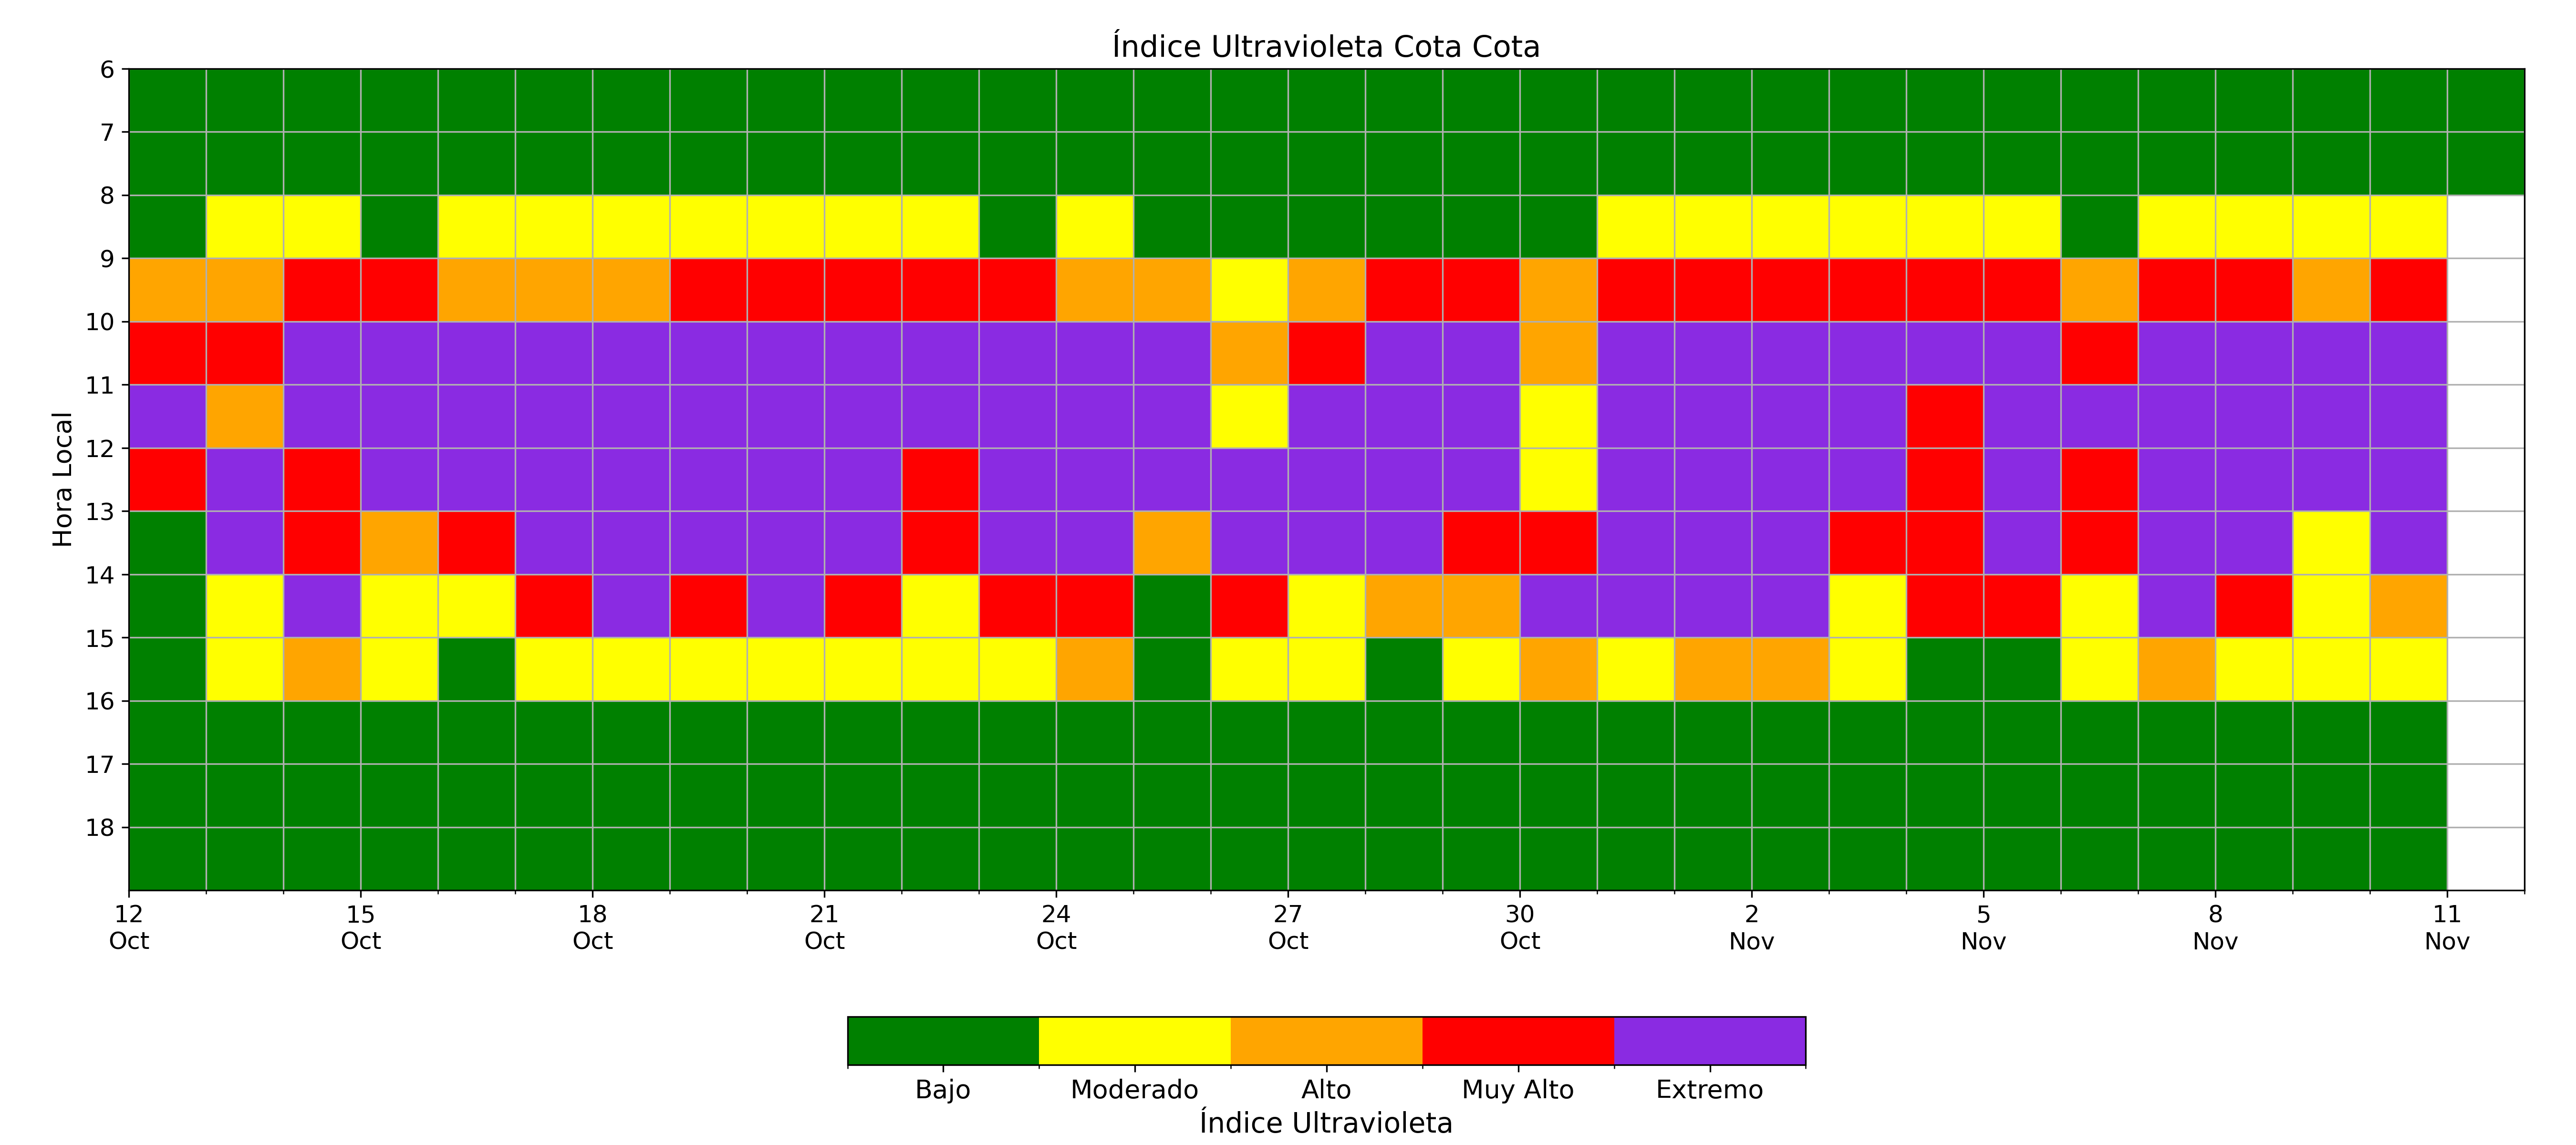 Índice Ultravioleta Cota Cota
Hora Local
6
7
8
9
10
11
12
13
14
15
16
17
18
12 15 18 21 24 27 30 2 5 8 11
Oct Oct Oct Oct Oct Oct Oct Nov Nov Nov Nov
Bajo Moderado Alto Muy Alto Extremo
Índice Ultravioleta